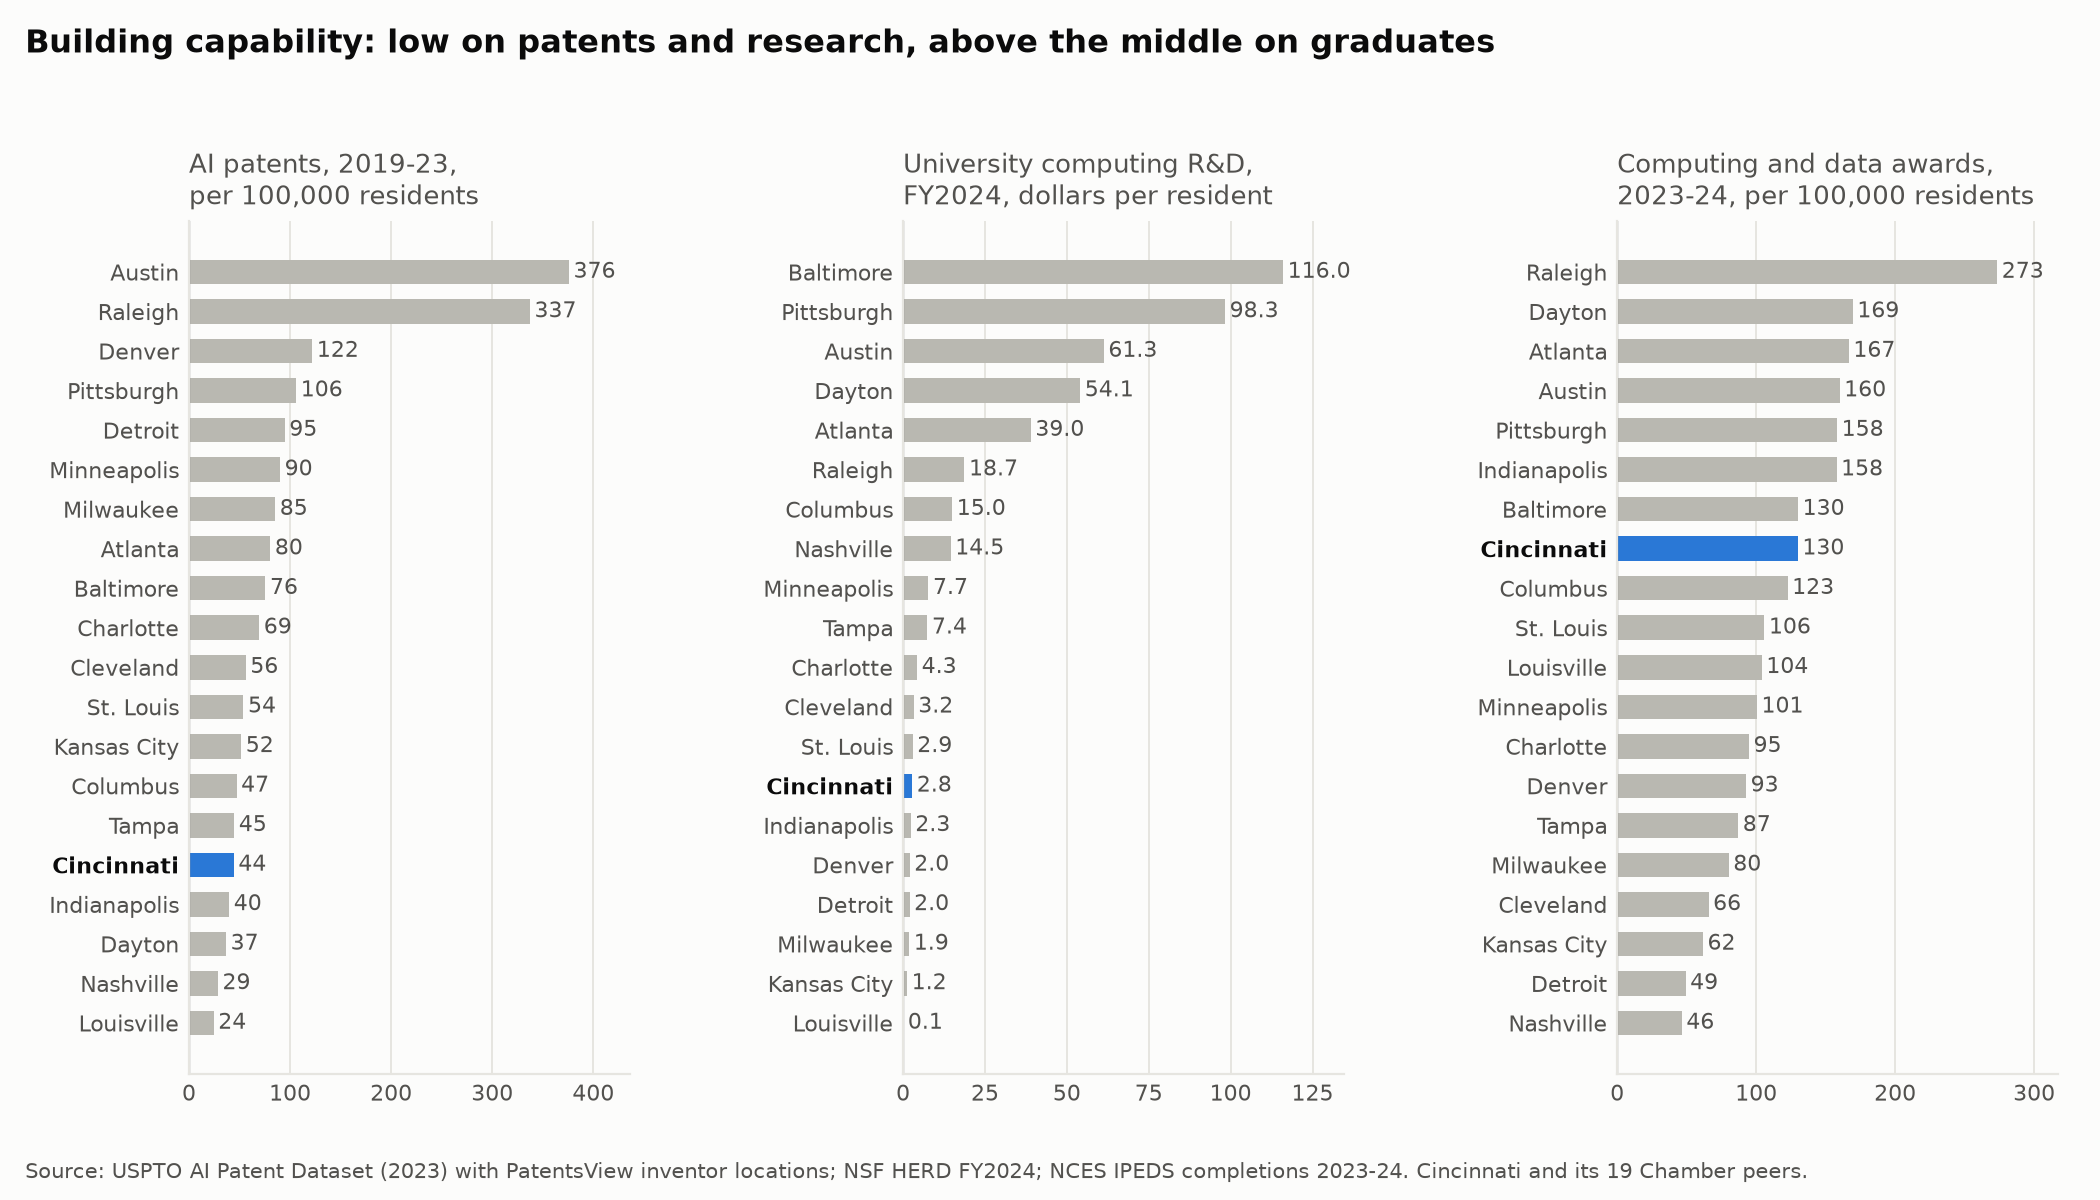 Building capability: low on patents and research, above the middle on graduates
AI patents, 2019-23,
per 100,000 residents
Austin 376
Raleigh 337
Denver 122
Pittsburgh 106
Detroit 95
Minneapolis 90
Milwaukee 85
Atlanta 80
Baltimore 76
Charlotte 69
Cleveland 56
St. Louis 54
Kansas City 52
Columbus 47
Tampa 45
Cincinnati 44
Indianapolis 40
Dayton 37
Nashville 29
Louisville 24
0 100 200 300 400
University computing R&D,
FY2024, dollars per resident
Baltimore 116.0
Pittsburgh 98.3
Austin 61.3
Dayton 54.1
Atlanta 39.0
Raleigh 18.7
Columbus 15.0
Nashville 14.5
Minneapolis 7.7
Tampa 7.4
Charlotte 4.3
Cleveland 3.2
St. Louis 2.9
Cincinnati 2.8
Indianapolis 2.3
Denver 2.0
Detroit 2.0
Milwaukee 1.9
Kansas City 1.2
Louisville 0.1
0 25 50 75 100 125
Computing and data awards,
2023-24, per 100,000 residents
Raleigh 273
Dayton 169
Atlanta 167
Austin 160
Pittsburgh 158
Indianapolis 158
Baltimore 130
Cincinnati 130
Columbus 123
St. Louis 106
Louisville 104
Minneapolis 101
Charlotte 95
Denver 93
Tampa 87
Milwaukee 80
Cleveland 66
Kansas City 62
Detroit 49
Nashville 46
0 100 200 300
Source: USPTO AI Patent Dataset (2023) with PatentsView inventor locations; NSF HERD FY2024; NCES IPEDS completions 2023-24. Cincinnati and its 19 Chamber peers.